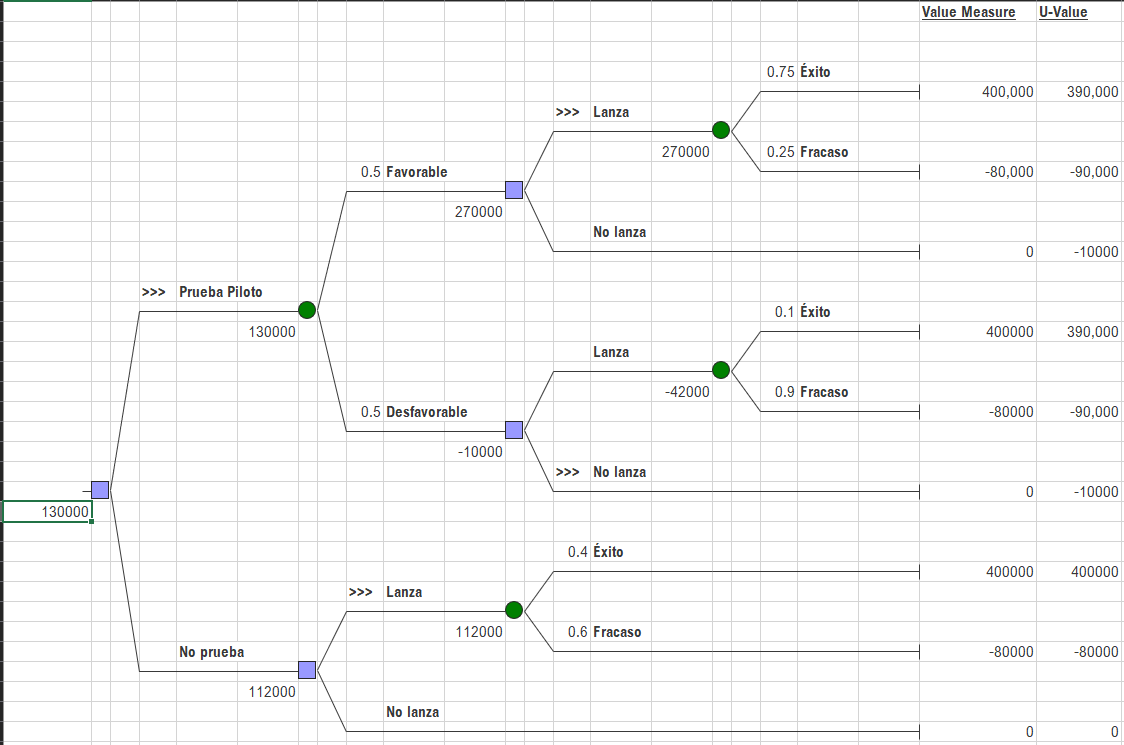 Value Measure U-Value
0.75 Éxito
400,000 390,000
>>> Lanza
270000 0.25 Fracaso
0.5 Favorable -80,000 -90,000
270000
No lanza
0 -10000
>>> Prueba Piloto
0.1 Éxito
130000 400000 390,000
Lanza
-42000 0.9 Fracaso
0.5 Desfavorable -80000 -90,000
-10000
>>> No lanza
0 -10000
130000
0.4 Éxito
400000 400000
>>> Lanza
112000 0.6 Fracaso
No prueba -80000 -80000
112000
No lanza
0 0